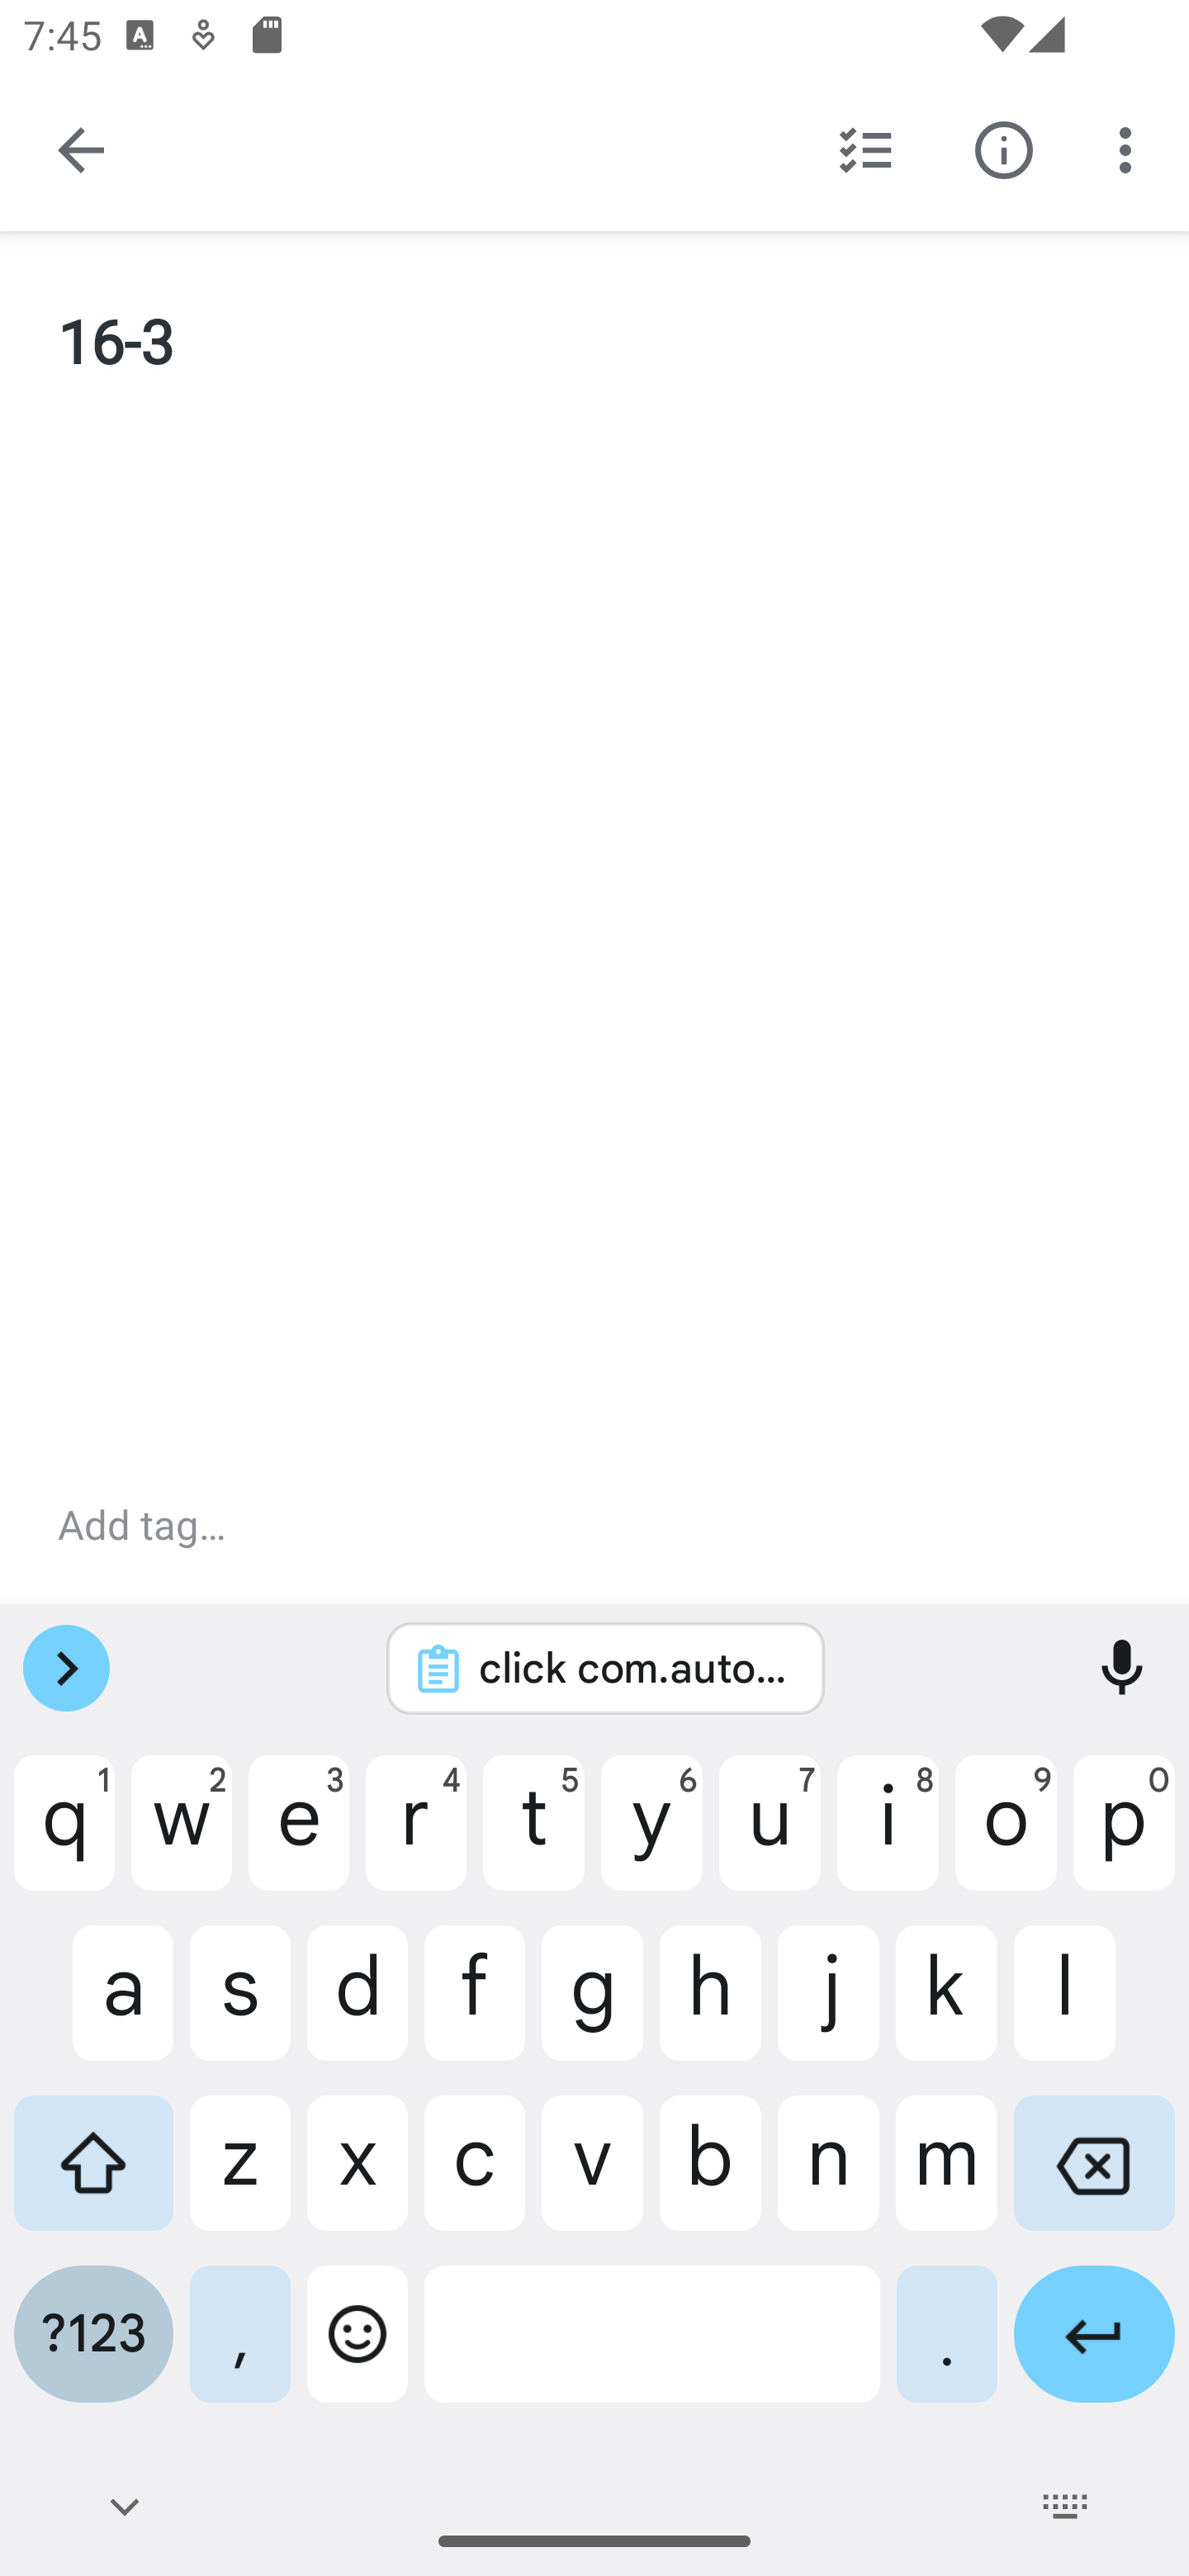 7:45
16-3
Add tag…
click com.auto...
q 1 w 2 e 3 r 4 t 5 y 6 u 7 i 8 o 9 p 0
a s d f g h j k l
z x c v b n m
?123 , .